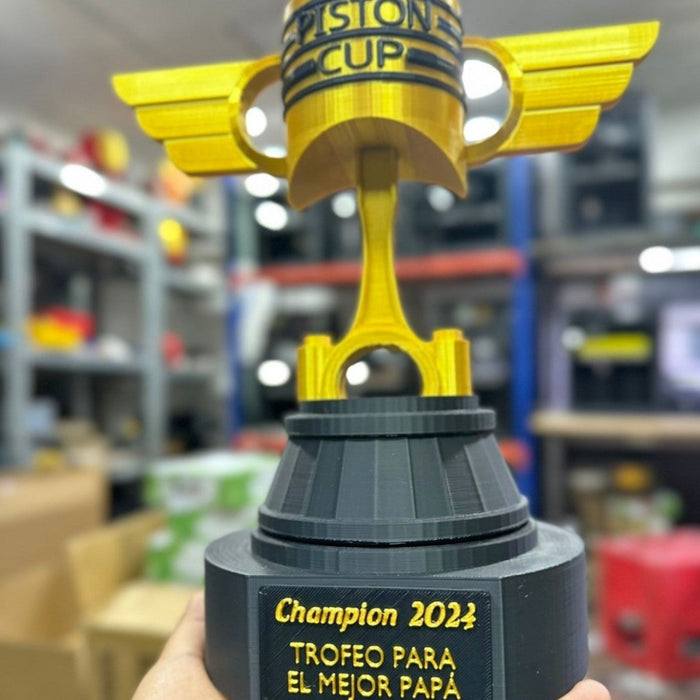 PISTON
CUP
Champion 2024
TROFEO PARA
EL MEJOR PAPÁ